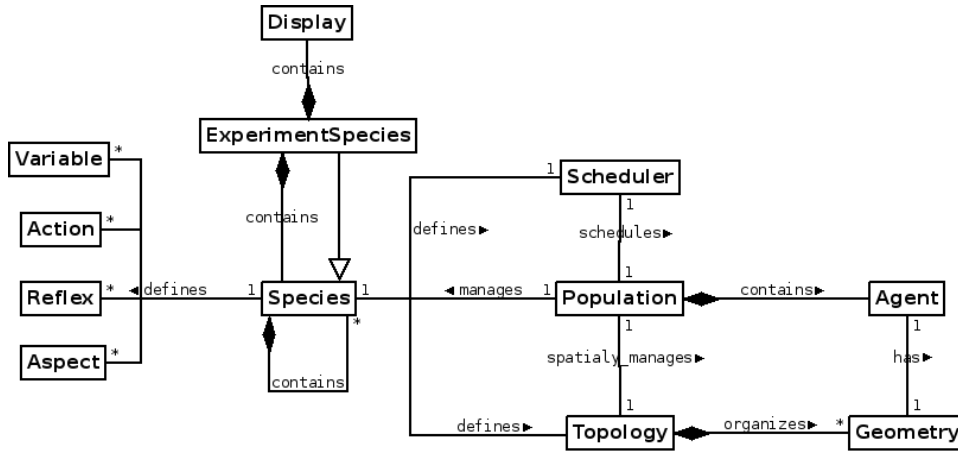 Display
contains
ExperimentSpecies
Variable *
1 Scheduler
contains
1
Action *
defines►
schedules►
1
Reflex *
◄defines
1 Species 1
◄manages
1 Population
contains►
Agent
*
1
1
Aspect *
spatialy_manages►
has►
contains
1
1
defines►
Topology
organizes►
* Geometry